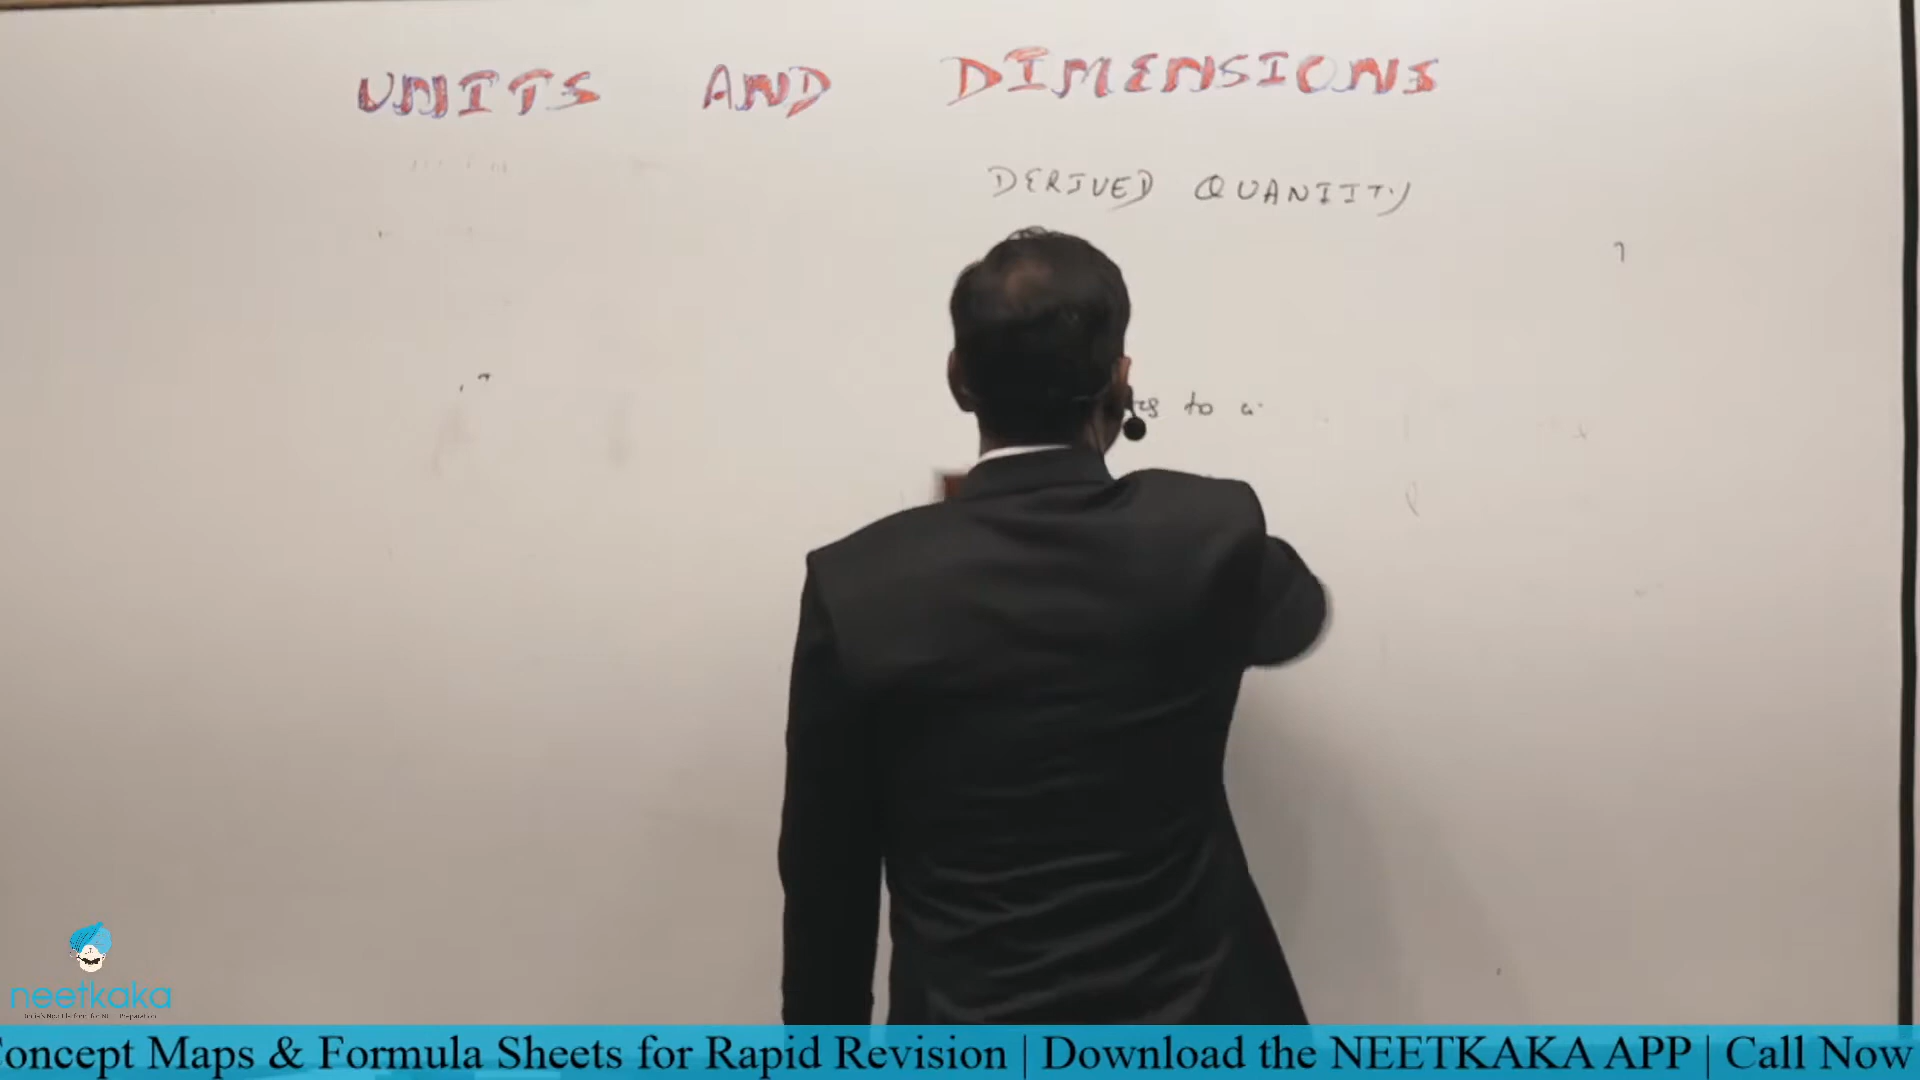 UNITS AND DIMENSIONS
DERIVED QUANTITY
to a
neetkaka
Concept Maps & Formula Sheets for Rapid Revision | Download the NEETKAKA APP | Call Now